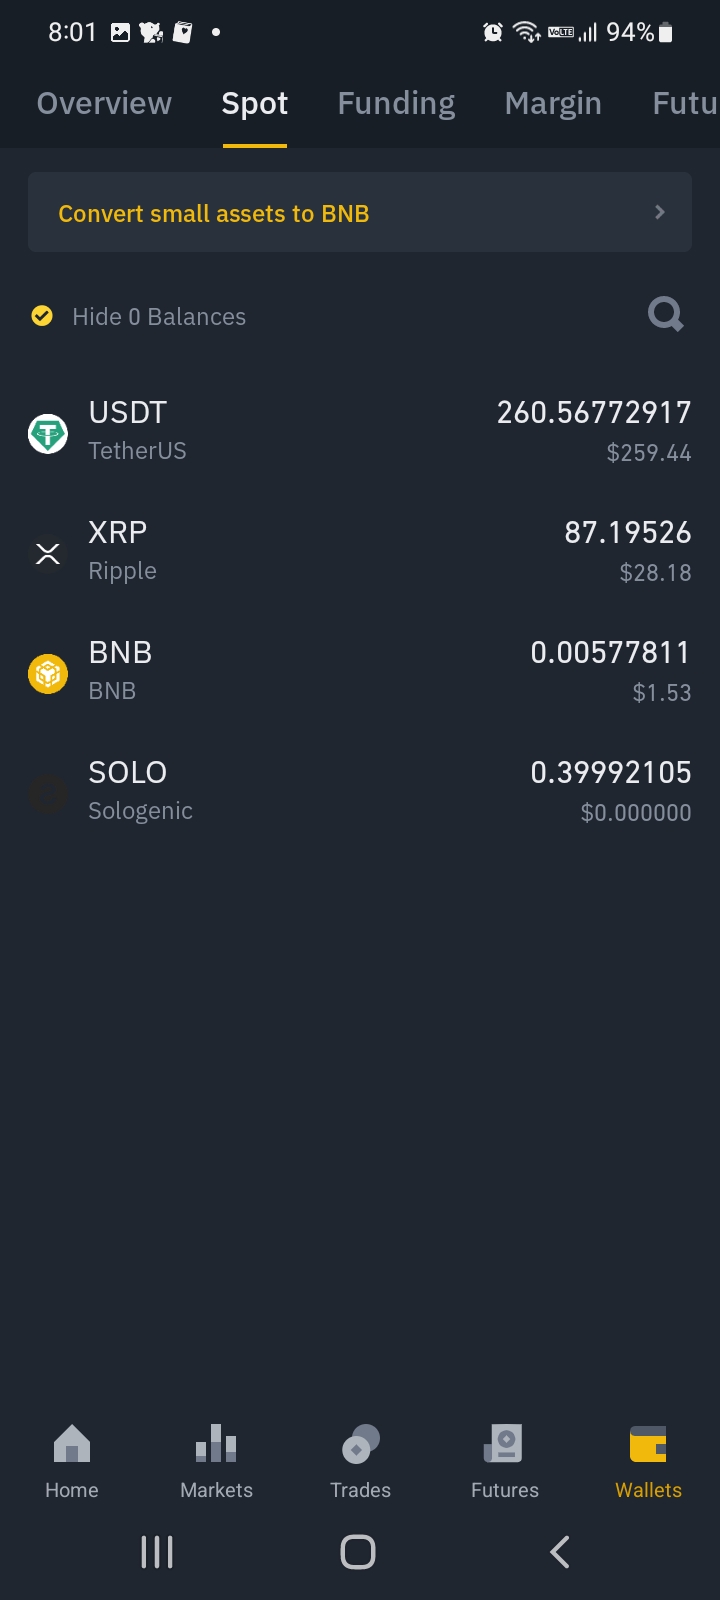 8:01 VoLTE 94%
Overview Spot Funding Margin Futu
Convert small assets to BNB
Hide 0 Balances
USDT 260.56772917
TetherUS $259.44
XRP 87.19526
Ripple $28.18
BNB 0.00577811
BNB $1.53
SOLO 0.39992105
Sologenic $0.000000
Home Markets Trades Futures Wallets